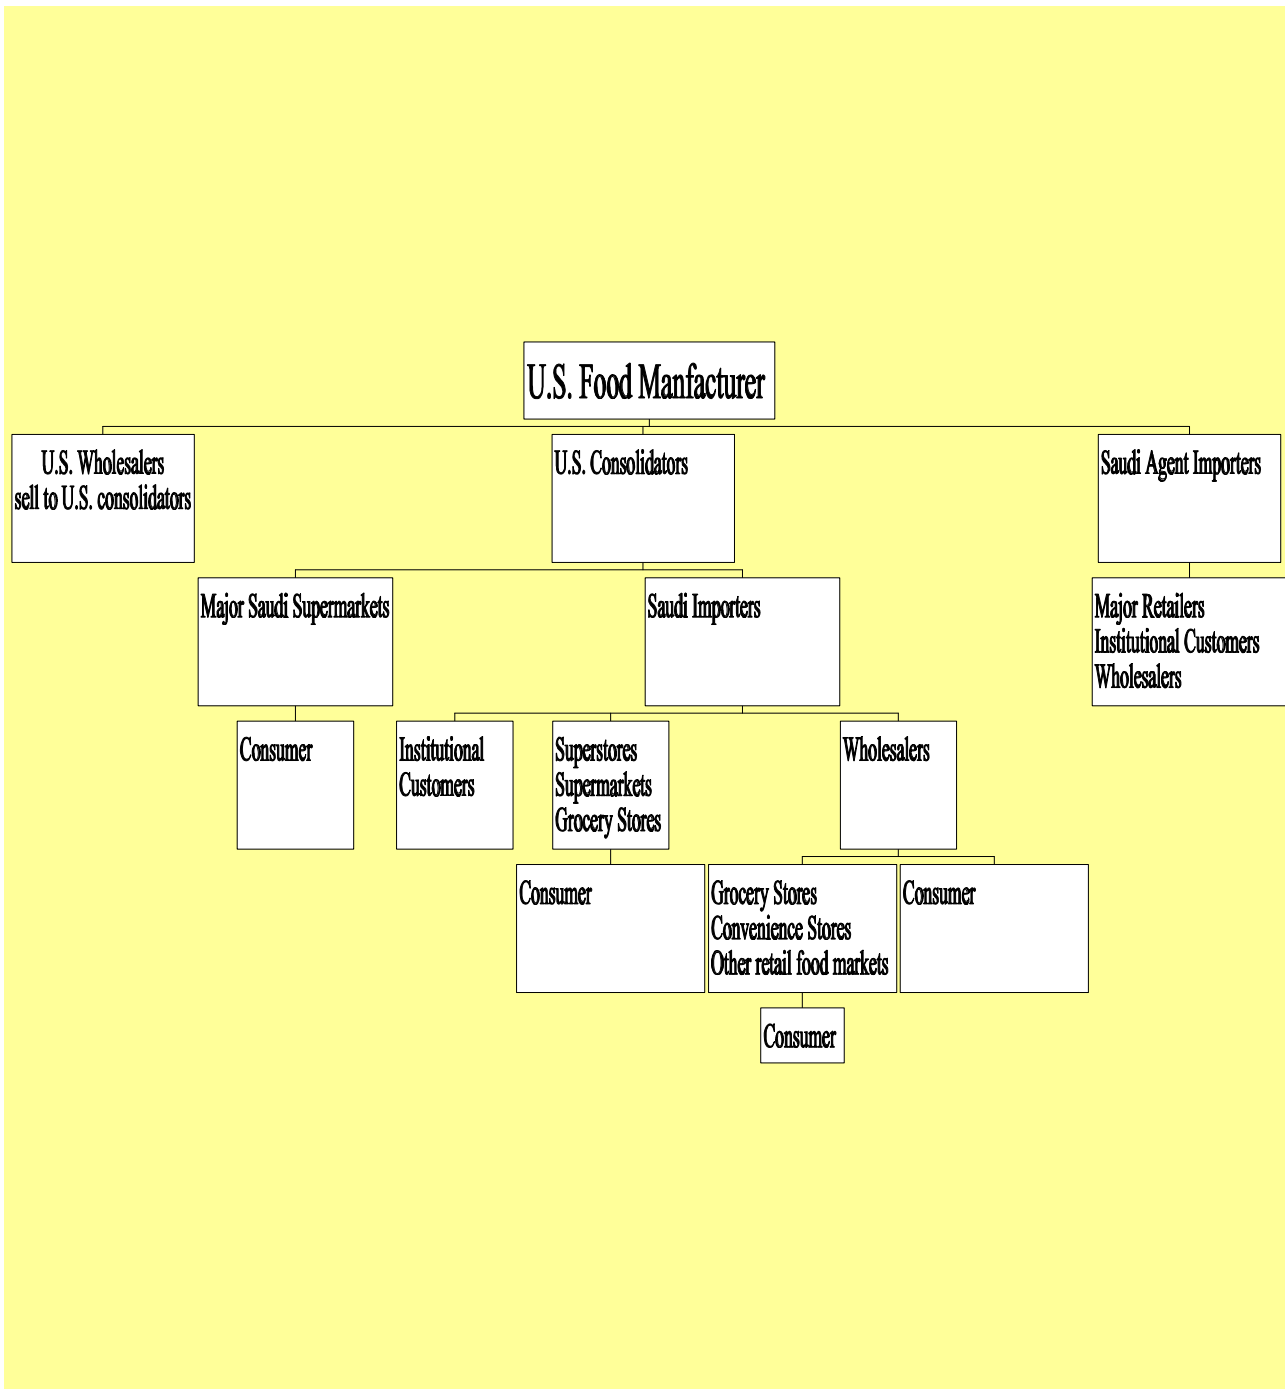 U.S. Food Manfacturer
U.S. Wholesalers
sell to U.S. consolidators
U.S. Consolidators
Saudi Agent Importers
Major Saudi Supermarkets
Saudi Importers
Major Retailers
Institutional Customers
Wholesalers
Consumer
Institutional
Customers
Superstores
Supermarkets
Grocery Stores
Wholesalers
Consumer
Grocery Stores
Convenience Stores
Other retail food markets
Consumer
Consumer